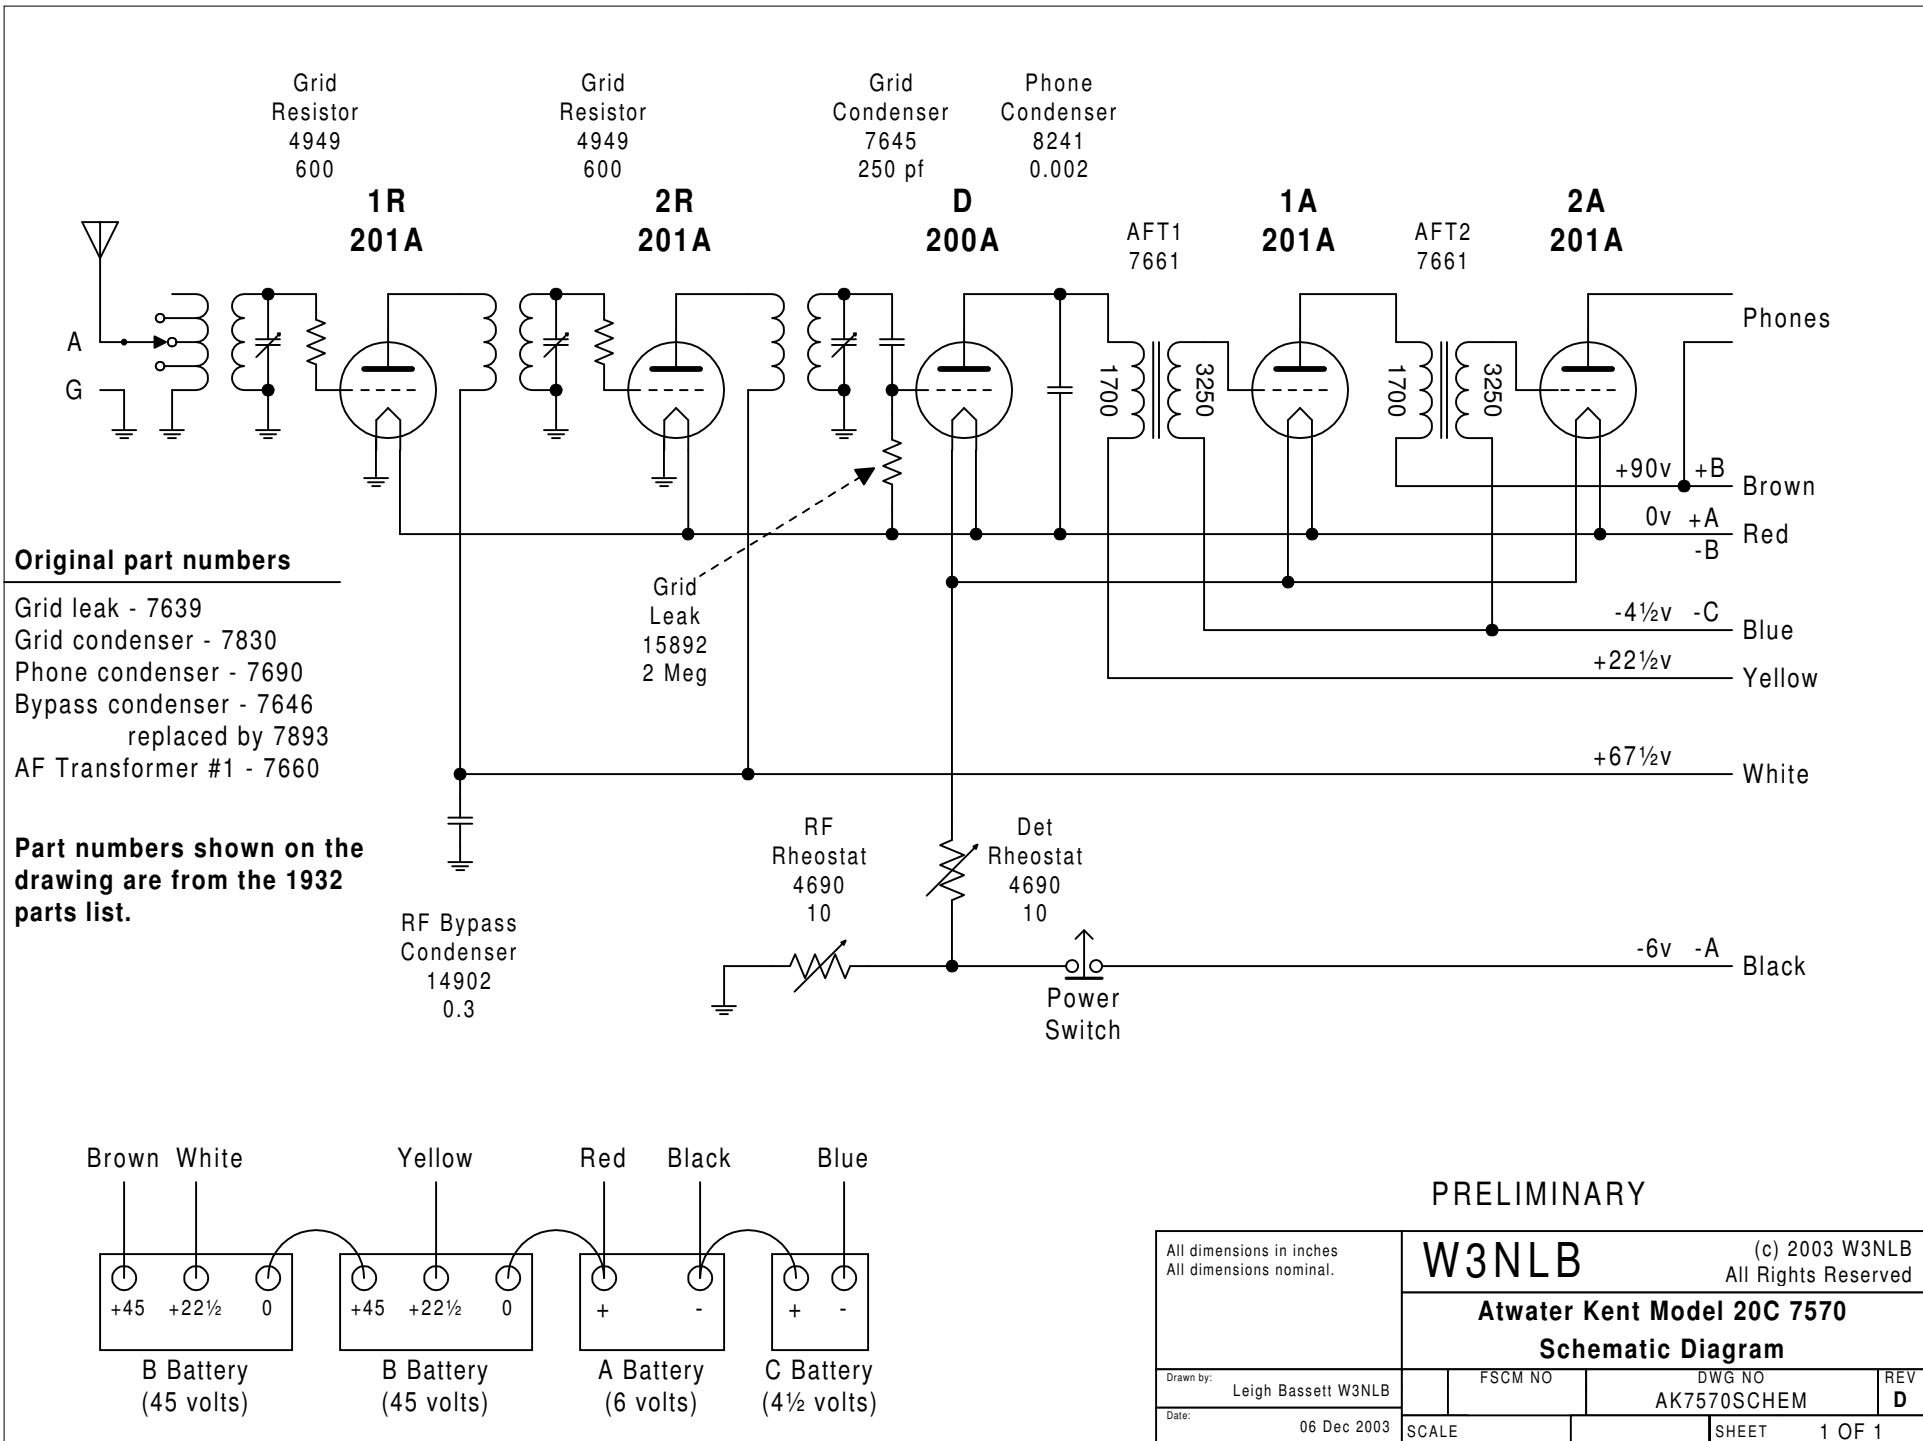 Grid
Resistor
4949
600
Grid
Resistor
4949
600
Grid
Condenser
7645
250 pf
Phone
Condenser
8241
0.002
1R
201A
2R
201A
D
200A
AFT1
7661
1A
201A
AFT2
7661
2A
201A
A
G
1700
3250
1700
3250
Phones
+90v +B
Brown
0v +A
-B
Red
-4½v -C
Blue
+22½v
Yellow
+67½v
White
-6v -A
Black
Original part numbers
Grid leak - 7639
Grid condenser - 7830
Phone condenser - 7690
Bypass condenser - 7646
replaced by 7893
AF Transformer #1 - 7660
Part numbers shown on the
drawing are from the 1932
parts list.
Grid
Leak
15892
2 Meg
RF
Rheostat
4690
10
Det
Rheostat
4690
10
RF Bypass
Condenser
14902
0.3
Power
Switch
Brown White Yellow Red Black Blue
+45 +22½ 0 +45 +22½ 0 + - + -
B Battery
(45 volts)
B Battery
(45 volts)
A Battery
(6 volts)
C Battery
(4½ volts)
PRELIMINARY
All dimensions in inches
All dimensions nominal.
W3NLB
(c) 2003 W3NLB
All Rights Reserved
Atwater Kent Model 20C 7570
Schematic Diagram
Drawn by:
Leigh Bassett W3NLB
FSCM NO
DWG NO
AK7570SCHEM
REV
D
Date:
06 Dec 2003
SCALE
SHEET 1 OF 1